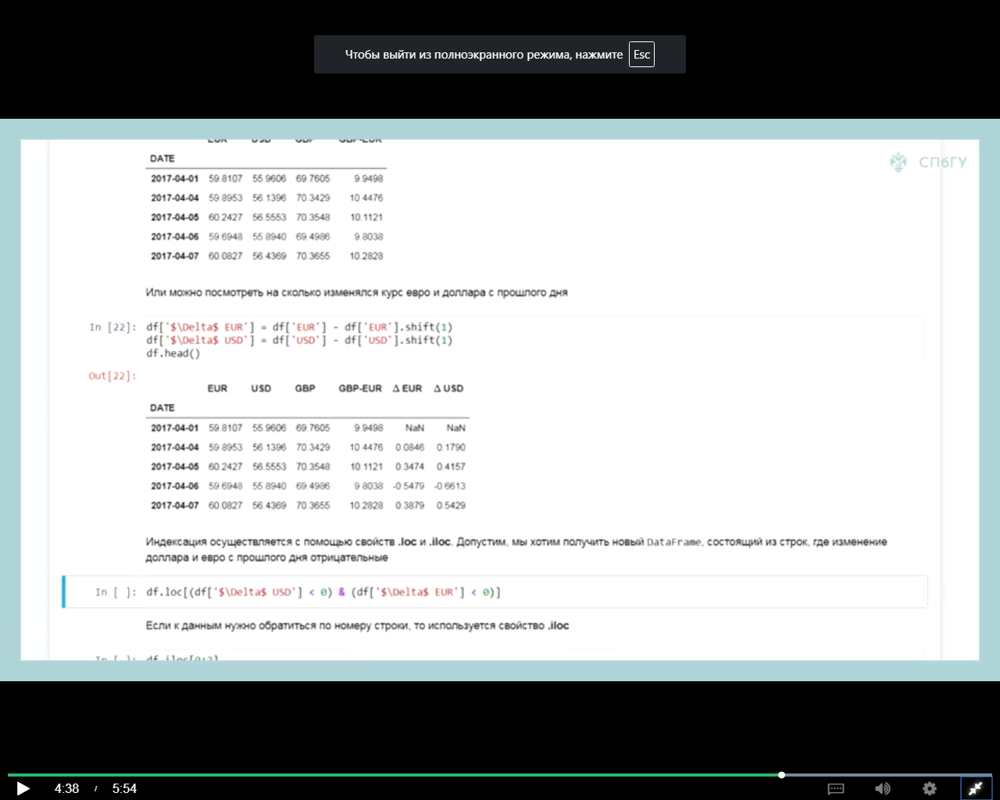 Чтобы выйти из полноэкранного режима, нажмите Esc
EUR USD GBP GBP-EUR
DATE
СПбГУ
2017-04-01 59.8107 55.9606 69.7605 9.9498
2017-04-04 59.8953 56.1396 70.3429 10.4476
2017-04-05 60.2427 56.5553 70.3548 10.1121
2017-04-06 59.6948 55.8940 69.4986 9.8038
2017-04-07 60.0827 56.4369 70.3655 10.2828
Или можно посмотреть на сколько изменялся курс евро и доллара с прошлого дня
In [22]: df['$\Delta$ EUR'] = df['EUR'] - df['EUR'].shift(1)
df['$\Delta$ USD'] = df['USD'] - df['USD'].shift(1)
df.head()
Out[22]:
EUR USD GBP GBP-EUR Δ EUR Δ USD
DATE
2017-04-01 59.8107 55.9606 69.7605 9.9498 NaN NaN
2017-04-04 59.8953 56.1396 70.3429 10.4476 0.0846 0.1790
2017-04-05 60.2427 56.5553 70.3548 10.1121 0.3474 0.4157
2017-04-06 59.6948 55.8940 69.4986 9.8038 -0.5479 -0.6613
2017-04-07 60.0827 56.4369 70.3655 10.2828 0.3879 0.5429
Индексация осуществляется с помощью свойств .loc и .iloc. Допустим, мы хотим получить новый DataFrame, состоящий из строк, где изменение
доллара и евро с прошлого дня отрицательные
In [ ]: df.loc[(df['$\Delta$ USD'] < 0) & (df['$\Delta$ EUR'] < 0)]
Если к данным нужно обратиться по номеру строки, то используется свойство .iloc
In [ ]: df.iloc[0:2]
4:38 / 5:54